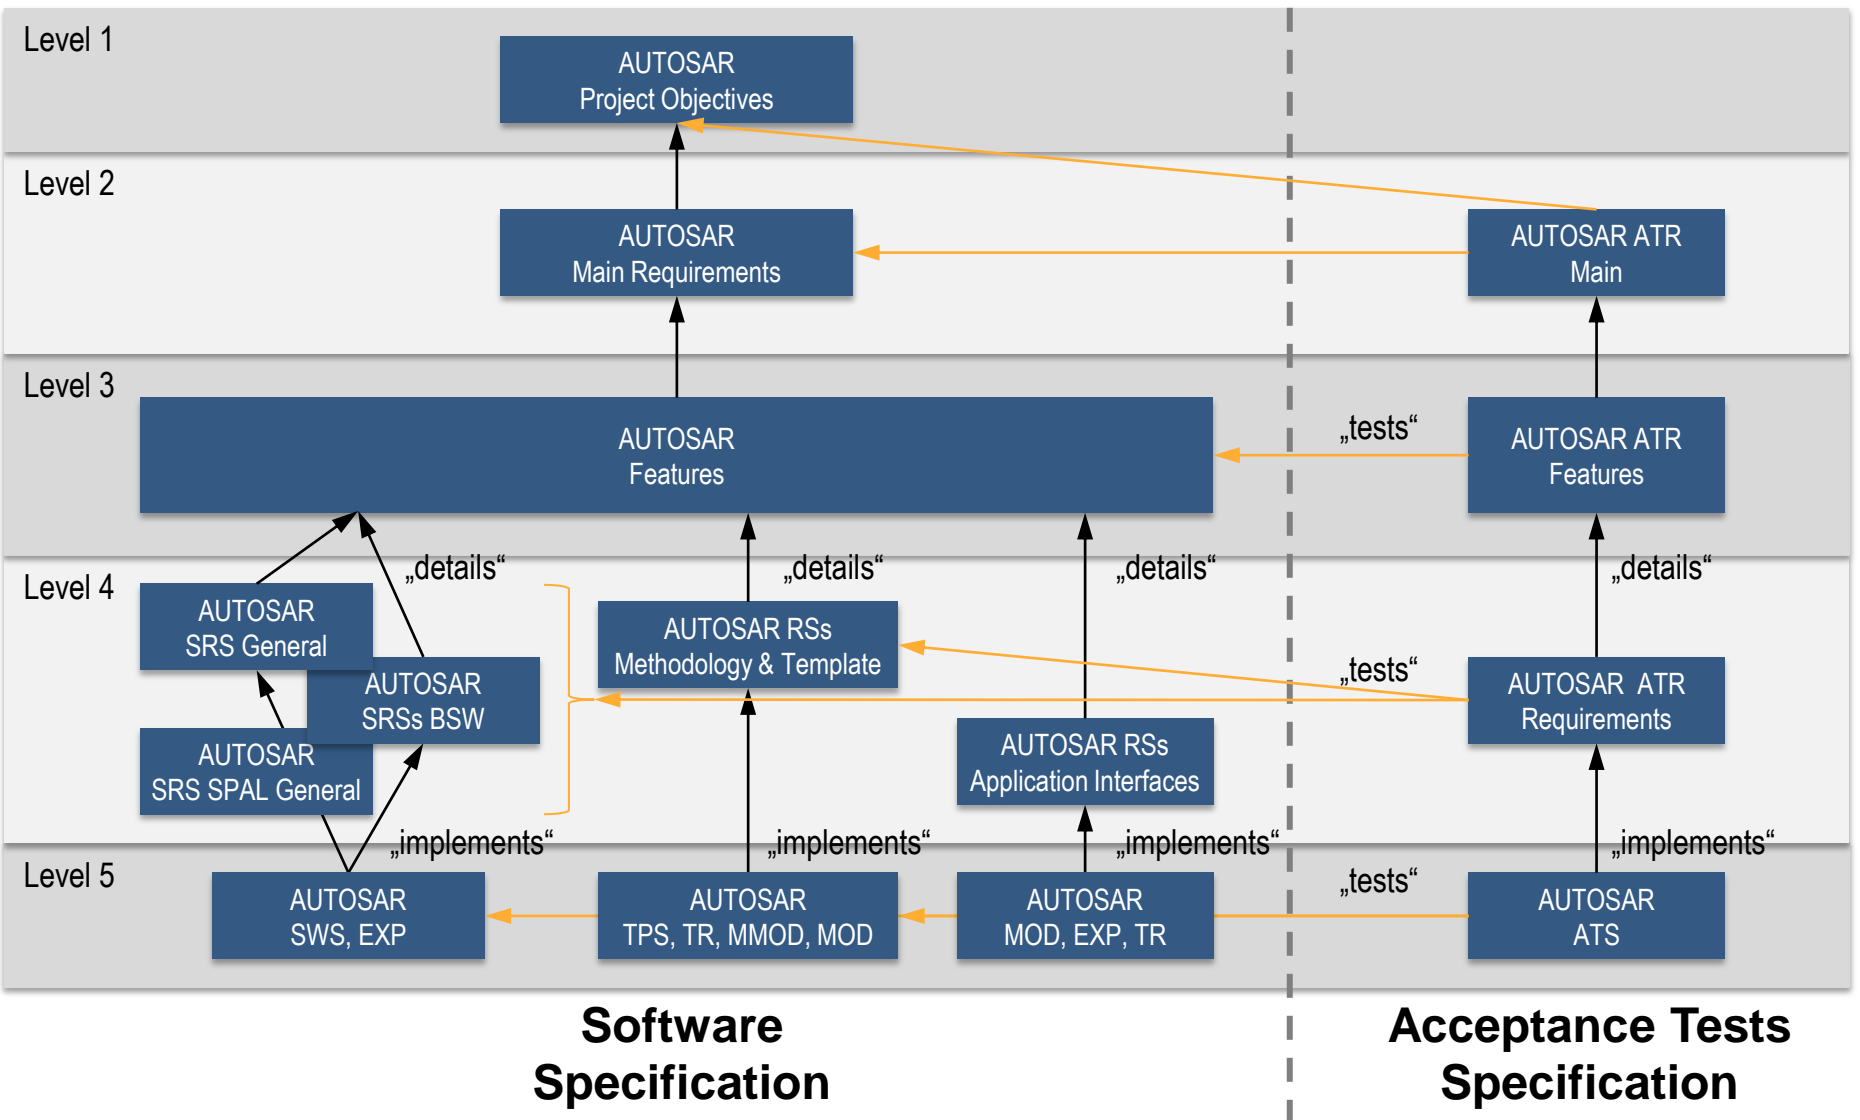 Level 1
AUTOSAR
Project Objectives
Level 2
AUTOSAR
Main Requirements
AUTOSAR ATR
Main
Level 3
AUTOSAR
Features
„tests“
AUTOSAR ATR
Features
„details“
„details“
„details“
„details“
Level 4
AUTOSAR
SRS General
AUTOSAR RSs
Methodology & Template
AUTOSAR
SRSs BSW
„tests“
AUTOSAR  ATR
Requirements
AUTOSAR
SRS SPAL General
AUTOSAR RSs
Application Interfaces
„implements“
„implements“
„implements“
„implements“
Level 5
AUTOSAR
SWS, EXP
AUTOSAR
TPS, TR, MMOD, MOD
AUTOSAR
MOD, EXP, TR
„tests“
AUTOSAR
ATS
Software
Specification
Acceptance Tests
Specification